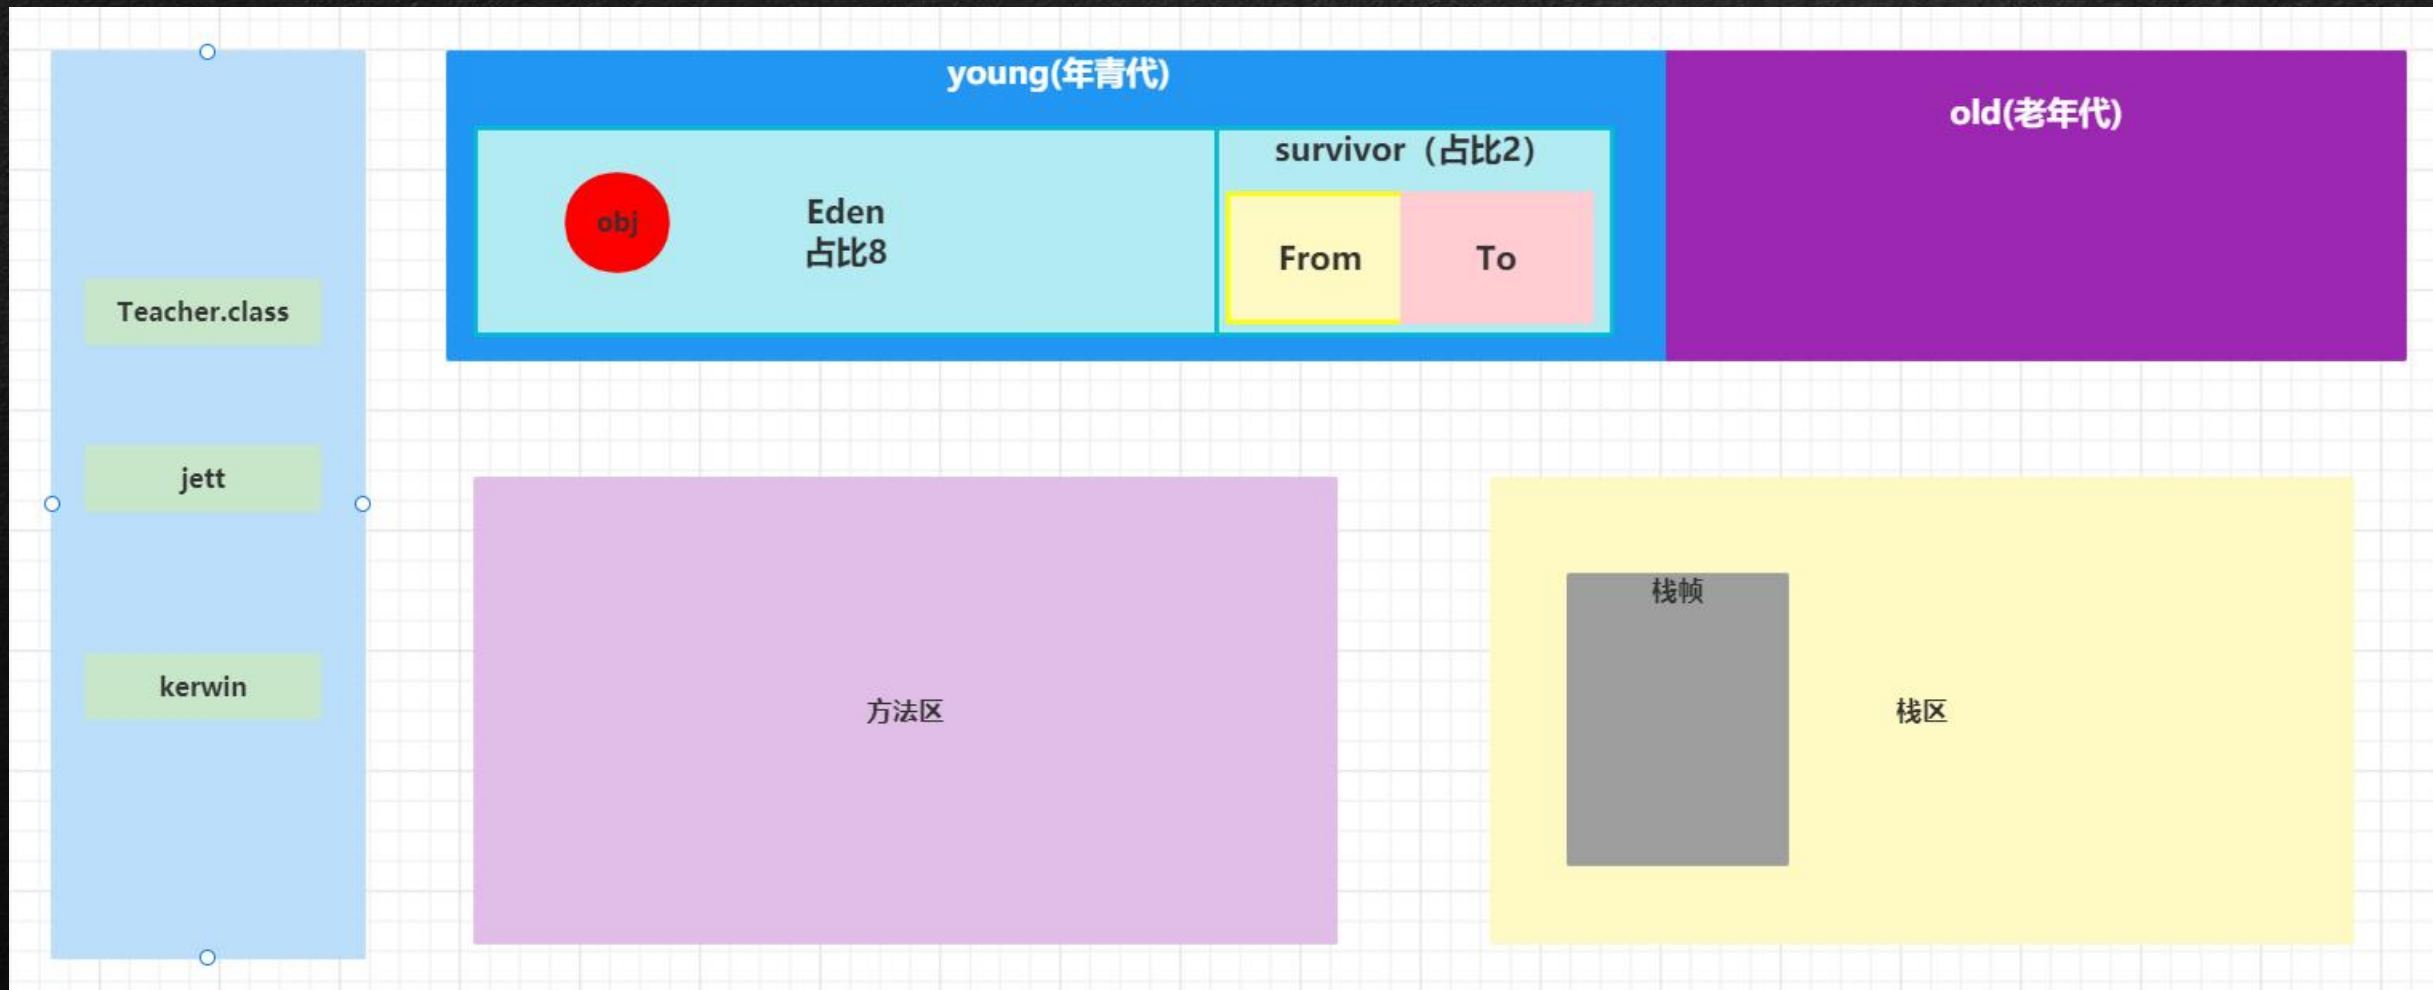 Teacher.class
jett
kerwin
young(年青代)
obj
Eden
占比8
survivor（占比2）
From
To
old(老年代)
方法区
栈帧
栈区